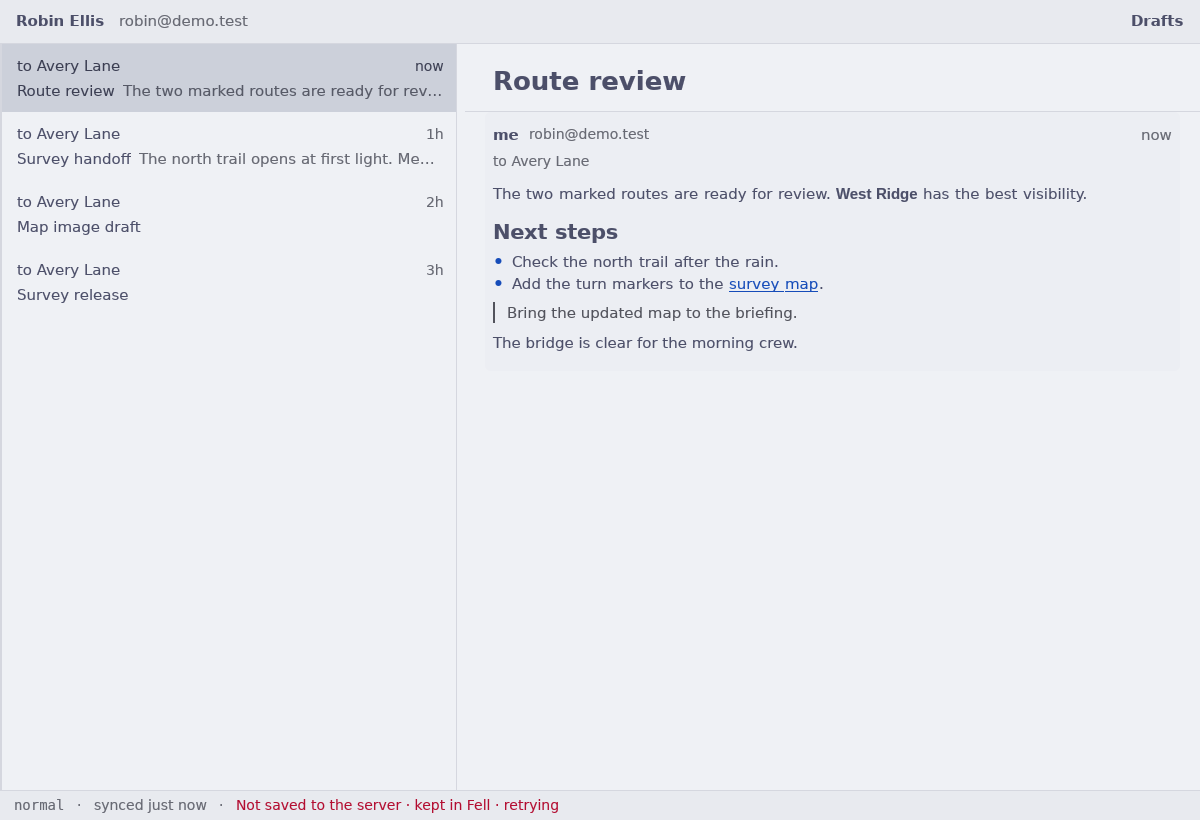 Robin Ellis robin@demo.test Drafts
to Avery Lane now
Route review The two marked routes are ready for rev…
to Avery Lane 1h
Survey handoff The north trail opens at first light. Me…
to Avery Lane 2h
Map image draft
to Avery Lane 3h
Survey release
Route review
me robin@demo.test now
to Avery Lane
The two marked routes are ready for review. West Ridge has the best visibility.
Next steps
• Check the north trail after the rain.
• Add the turn markers to the survey map.
Bring the updated map to the briefing.
The bridge is clear for the morning crew.
normal · synced just now · Not saved to the server · kept in Fell · retrying